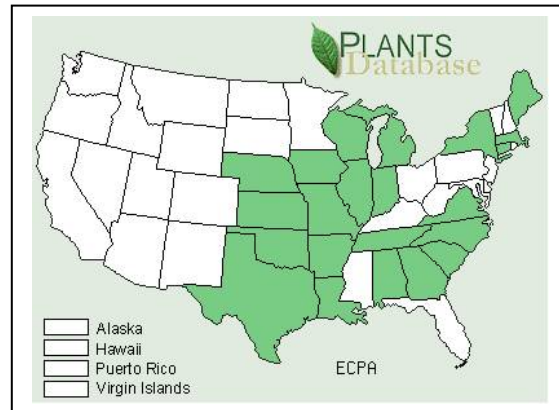 PLANTS
Database
Alaska
Hawaii
Puerto Rico
Virgin Islands
ECPA